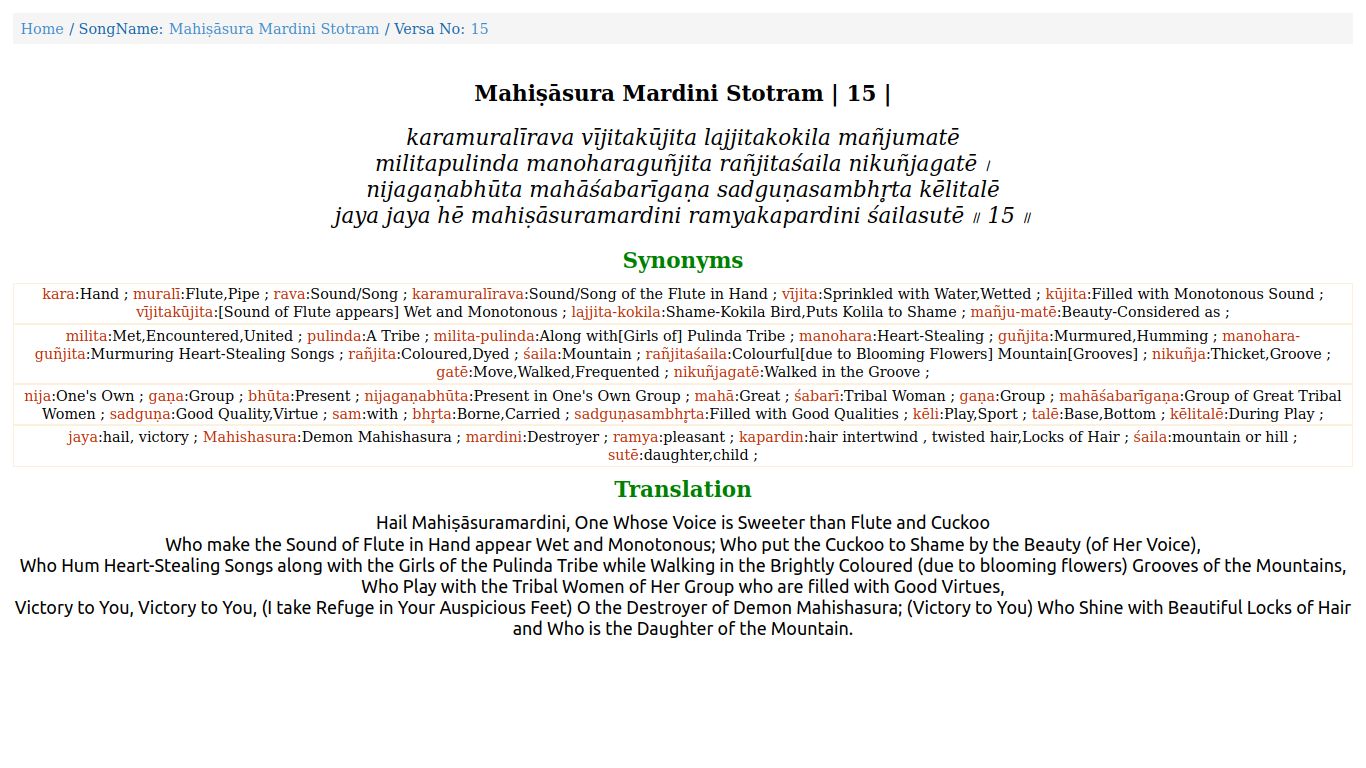 Home / SongName: Mahiṣāsura Mardini Stotram / Versa No: 15
Mahiṣāsura Mardini Stotram | 15 |
karamuralīrava vījitakūjita lajjitakokila mañjumatē
militapulinda manoharaguñjita rañjitaśaila nikuñjagatē ।
nijagaṇabhūta mahāśabarīgaṇa sadguṇasambhr̥ta kēlitalē
jaya jaya hē mahiṣāsuramardini ramyakapardini śailasutē ॥ 15 ॥
Synonyms
kara:Hand ; muralī:Flute,Pipe ; rava:Sound/Song ; karamuralīrava:Sound/Song of the Flute in Hand ; vījita:Sprinkled with Water,Wetted ; kūjita:Filled with Monotonous Sound ;
vījitakūjita:[Sound of Flute appears] Wet and Monotonous ; lajjita-kokila:Shame-Kokila Bird,Puts Kolila to Shame ; mañju-matē:Beauty-Considered as ;
milita:Met,Encountered,United ; pulinda:A Tribe ; milita-pulinda:Along with[Girls of] Pulinda Tribe ; manohara:Heart-Stealing ; guñjita:Murmured,Humming ; manohara-
guñjita:Murmuring Heart-Stealing Songs ; rañjita:Coloured,Dyed ; śaila:Mountain ; rañjitaśaila:Colourful[due to Blooming Flowers] Mountain[Grooves] ; nikuñja:Thicket,Groove ;
gatē:Move,Walked,Frequented ; nikuñjagatē:Walked in the Groove ;
nija:One's Own ; gaṇa:Group ; bhūta:Present ; nijagaṇabhūta:Present in One's Own Group ; mahā:Great ; śabarī:Tribal Woman ; gaṇa:Group ; mahāśabarīgaṇa:Group of Great Tribal
Women ; sadguṇa:Good Quality,Virtue ; sam:with ; bhr̥ta:Borne,Carried ; sadguṇasambhr̥ta:Filled with Good Qualities ; kēli:Play,Sport ; talē:Base,Bottom ; kēlitalē:During Play ;
jaya:hail, victory ; Mahishasura:Demon Mahishasura ; mardini:Destroyer ; ramya:pleasant ; kapardin:hair intertwind , twisted hair,Locks of Hair ; śaila:mountain or hill ;
sutē:daughter,child ;
Translation
Hail Mahiṣāsuramardini, One Whose Voice is Sweeter than Flute and Cuckoo
Who make the Sound of Flute in Hand appear Wet and Monotonous; Who put the Cuckoo to Shame by the Beauty (of Her Voice),
Who Hum Heart-Stealing Songs along with the Girls of the Pulinda Tribe while Walking in the Brightly Coloured (due to blooming flowers) Grooves of the Mountains,
Who Play with the Tribal Women of Her Group who are filled with Good Virtues,
Victory to You, Victory to You, (I take Refuge in Your Auspicious Feet) O the Destroyer of Demon Mahishasura; (Victory to You) Who Shine with Beautiful Locks of Hair
and Who is the Daughter of the Mountain.